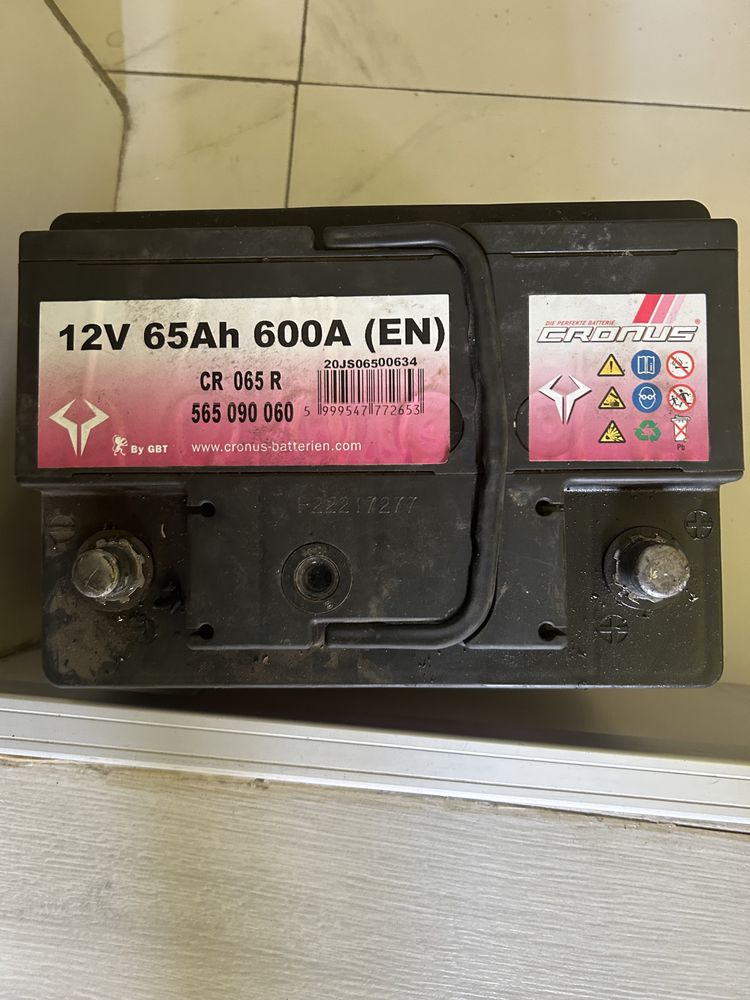 12V 65Ah 600A (EN)
20JS06500634
CR 065 R
565 090 060
5 999547 772653
By GBT
www.cronus-batterien.com
DIE PERFEKTE BATTERIE
CRONUS®
Pb
F22217277